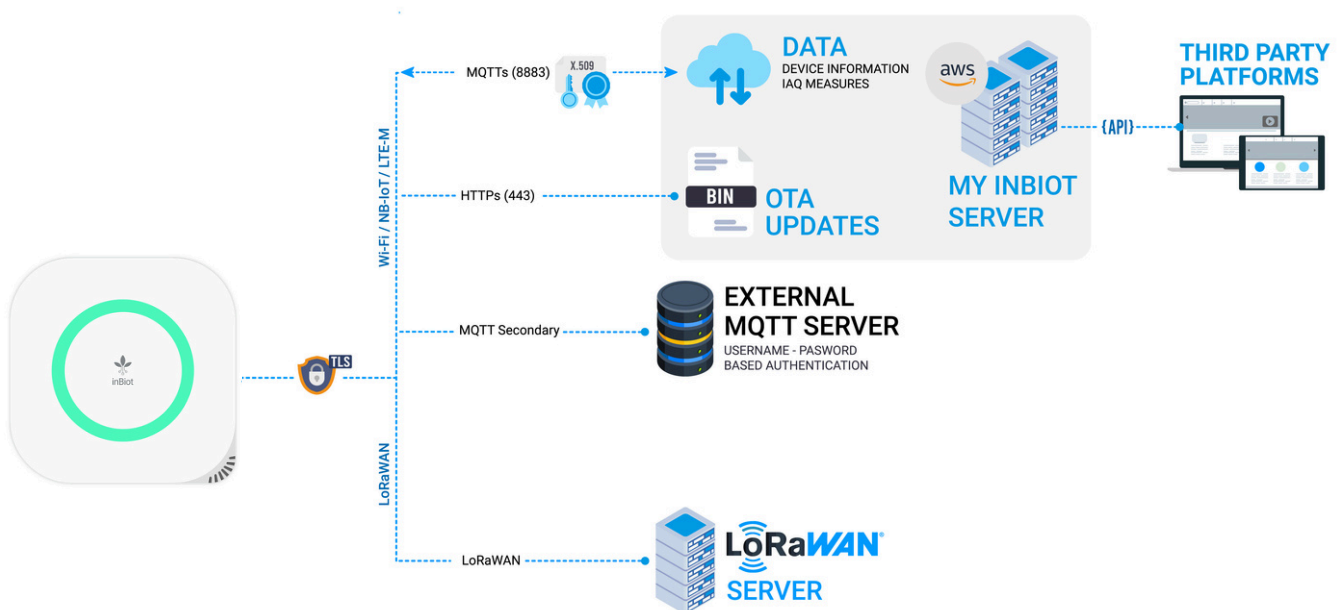 MQTTs (8883)
X.509
DATA
DEVICE INFORMATION
IAQ MEASURES
aws
THIRD PARTY
PLATFORMS
{API}
Wi-Fi / NB-IoT / LTE-M
HTTPs (443)
BIN
OTA
UPDATES
MY INBIOT
SERVER
EXTERNAL
MQTT SERVER
USERNAME - PASWORD
BASED AUTHENTICATION
MQTT Secondary
inBiot
TLS
LoRaWAN
LoRaWAN
LoRaWAN®
SERVER